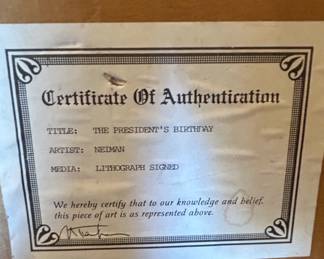 Certificate Of Authentication
TITLE: THE PRESIDENT'S BIRTHDAY
ARTIST: NEIMAN
MEDIA: LITHOGRAPH SIGNED
We hereby certify that to our knowledge and belief,
this piece of art is as represented above.